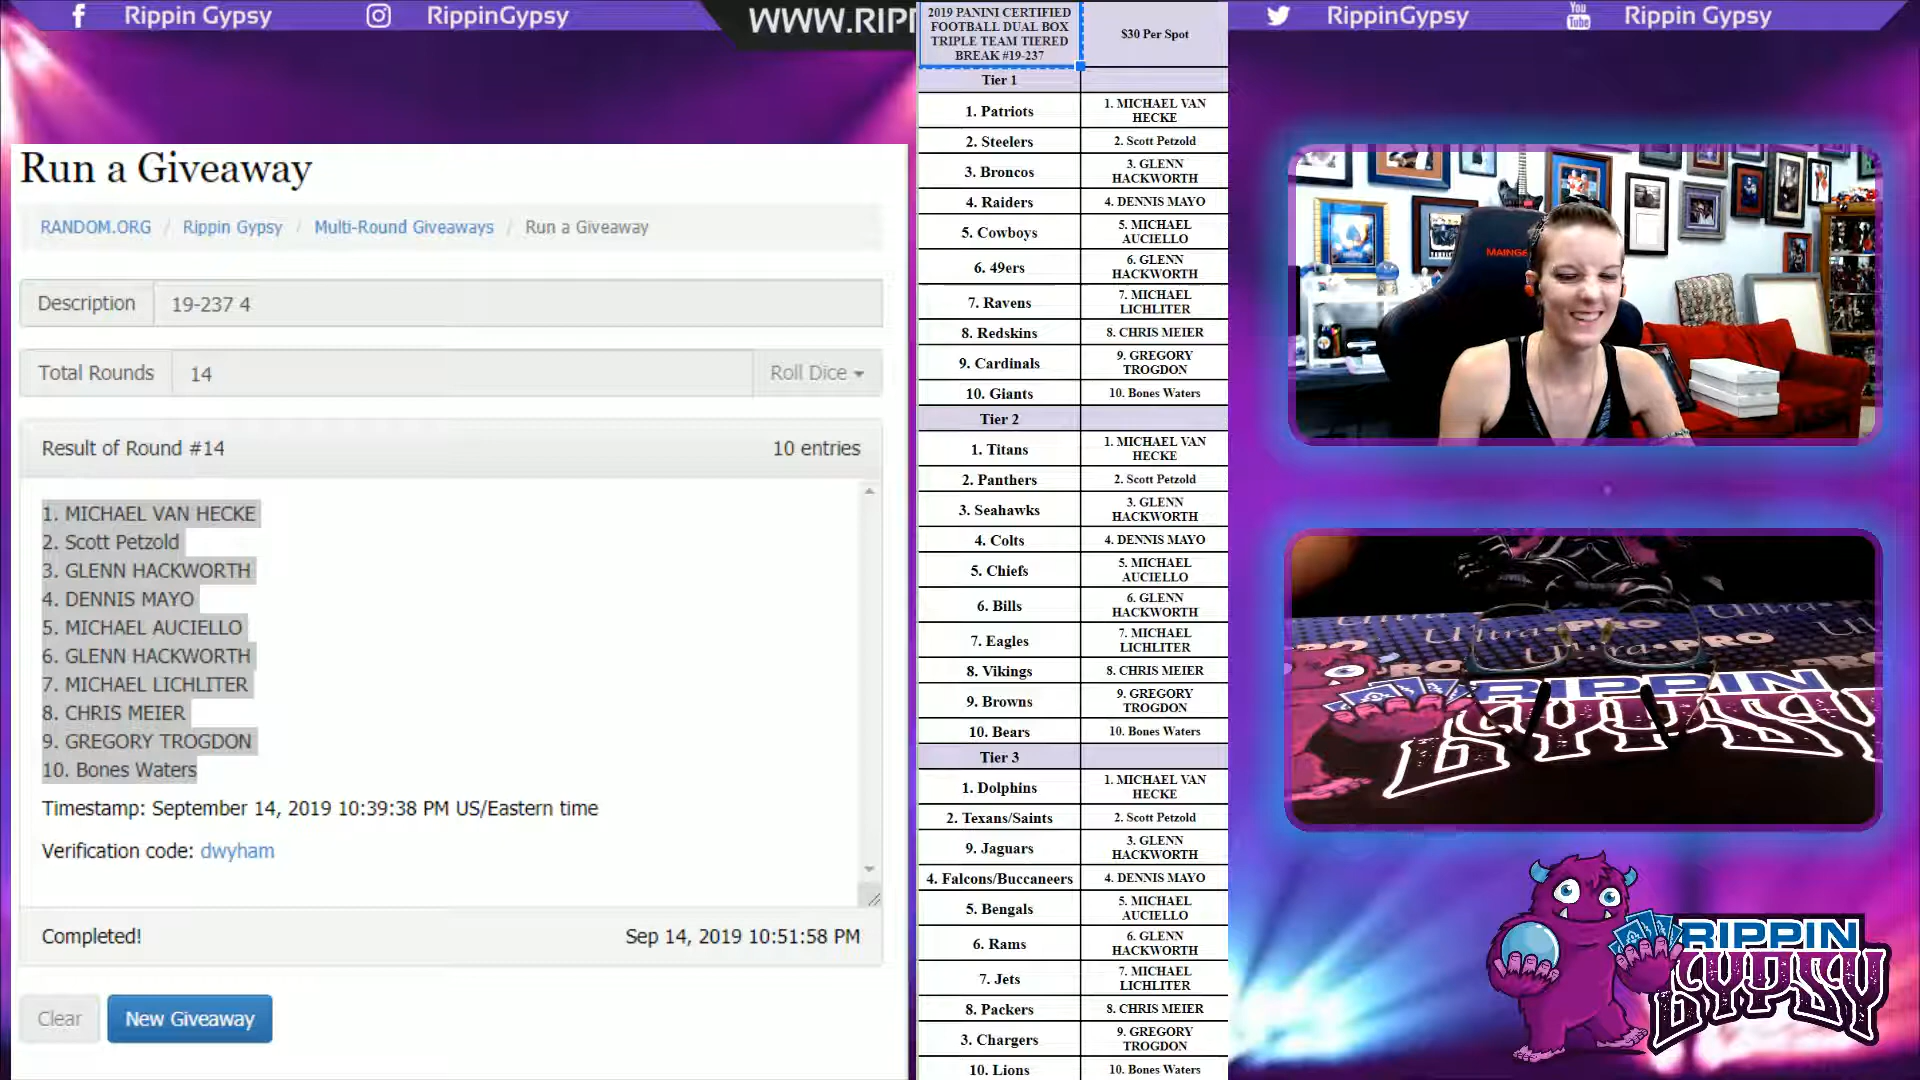 Rippin Gypsy
RippinGypsy
WWW.RIPP
RippinGypsy
You Tube
Rippin Gypsy
Run a Giveaway
RANDOM.ORG / Rippin Gypsy / Multi-Round Giveaways / Run a Giveaway
Description 19-237 4
Total Rounds 14 Roll Dice
Result of Round #14 10 entries
1. MICHAEL VAN HECKE
2. Scott Petzold
3. GLENN HACKWORTH
4. DENNIS MAYO
5. MICHAEL AUCIELLO
6. GLENN HACKWORTH
7. MICHAEL LICHLITER
8. CHRIS MEIER
9. GREGORY TROGDON
10. Bones Waters
Timestamp: September 14, 2019 10:39:38 PM US/Eastern time
Verification code: dwyham
Completed! Sep 14, 2019 10:51:58 PM
Clear New Giveaway
2019 PANINI CERTIFIED
FOOTBALL DUAL BOX
TRIPLE TEAM TIERED
BREAK #19-237
$30 Per Spot
Tier 1
1. Patriots 1. MICHAEL VAN
HECKE
2. Steelers 2. Scott Petzold
3. Broncos 3. GLENN
HACKWORTH
4. Raiders 4. DENNIS MAYO
5. Cowboys 5. MICHAEL
AUCIELLO
6. 49ers 6. GLENN
HACKWORTH
7. Ravens 7. MICHAEL
LICHLITER
8. Redskins 8. CHRIS MEIER
9. Cardinals 9. GREGORY
TROGDON
10. Giants 10. Bones Waters
Tier 2
1. Titans 1. MICHAEL VAN
HECKE
2. Panthers 2. Scott Petzold
3. Seahawks 3. GLENN
HACKWORTH
4. Colts 4. DENNIS MAYO
5. Chiefs 5. MICHAEL
AUCIELLO
6. Bills 6. GLENN
HACKWORTH
7. Eagles 7. MICHAEL
LICHLITER
8. Vikings 8. CHRIS MEIER
9. Browns 9. GREGORY
TROGDON
10. Bears 10. Bones Waters
Tier 3
1. Dolphins 1. MICHAEL VAN
HECKE
2. Texans/Saints 2. Scott Petzold
9. Jaguars 3. GLENN
HACKWORTH
4. Falcons/Buccaneers 4. DENNIS MAYO
5. Bengals 5. MICHAEL
AUCIELLO
6. Rams 6. GLENN
HACKWORTH
7. Jets 7. MICHAEL
LICHLITER
8. Packers 8. CHRIS MEIER
3. Chargers 9. GREGORY
TROGDON
10. Lions 10. Bones Waters
Ultra PRO
Ultra PRO
RIPPIN
GYPSY
RIPPIN
GYPSY